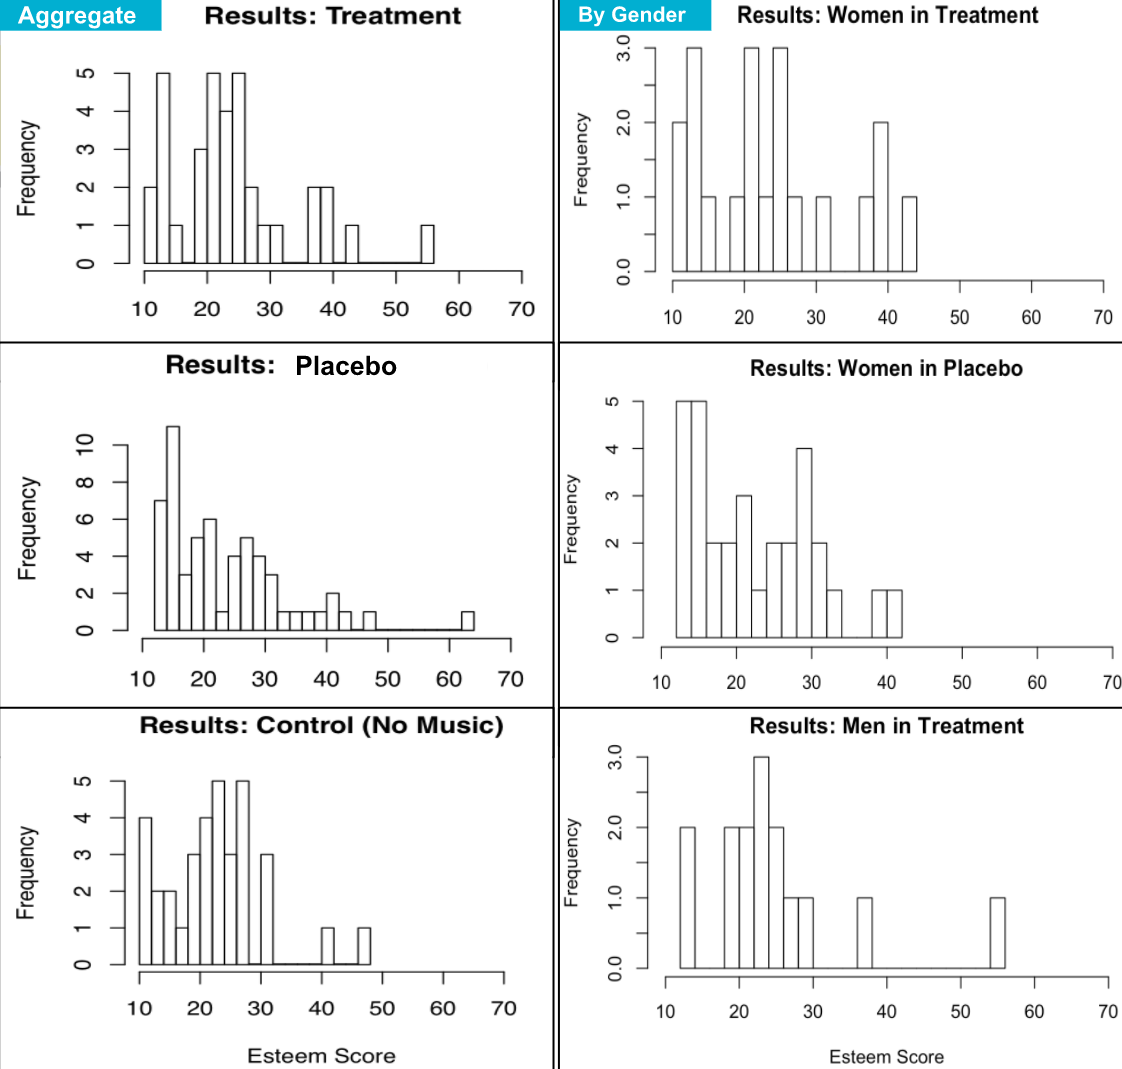 Aggregate
Results: Treatment
Frequency
5
4
3
2
1
0
10 20 30 40 50 60 70
Results: Placebo
Frequency
10
8
6
4
2
0
10 20 30 40 50 60 70
Results: Control (No Music)
Frequency
5
4
3
2
1
0
10 20 30 40 50 60 70
Esteem Score
By Gender
Results: Women in Treatment
Frequency
3.0
2.0
1.0
0.0
10 20 30 40 50 60 70
Results: Women in Placebo
Frequency
5
4
3
2
1
0
10 20 30 40 50 60 70
Results: Men in Treatment
Frequency
3.0
2.0
1.0
0.0
10 20 30 40 50 60 70
Esteem Score